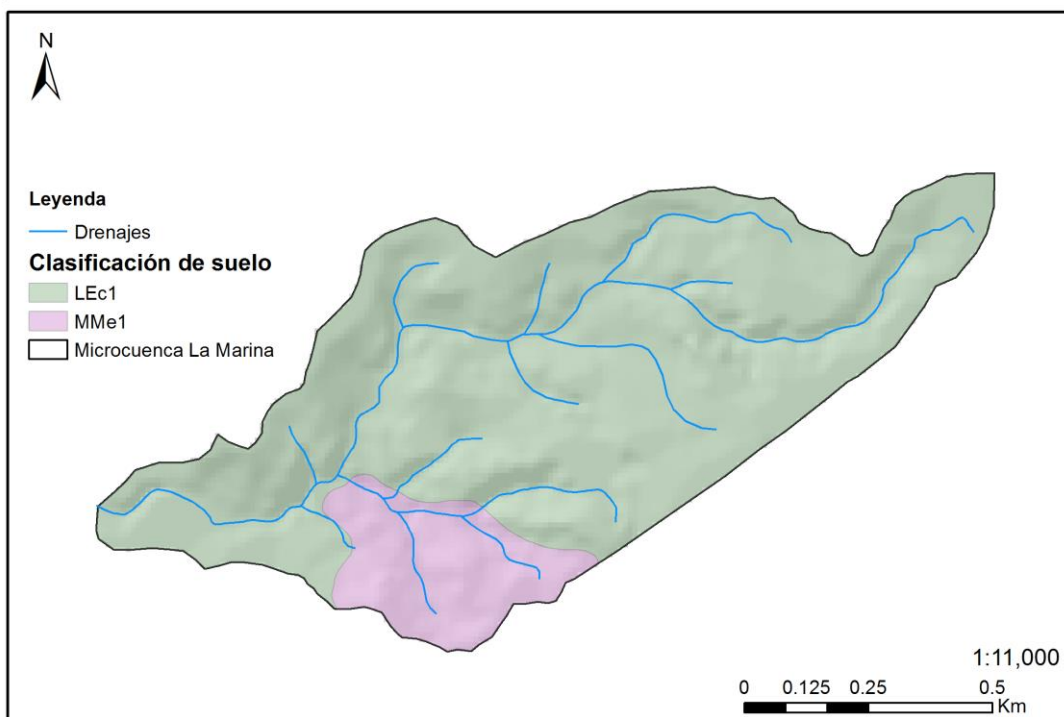 N
Leyenda
Drenajes
Clasificación de suelo
LEc1
MMe1
Microcuenca La Marina
1:11,000
0 0.125 0.25 0.5
Km